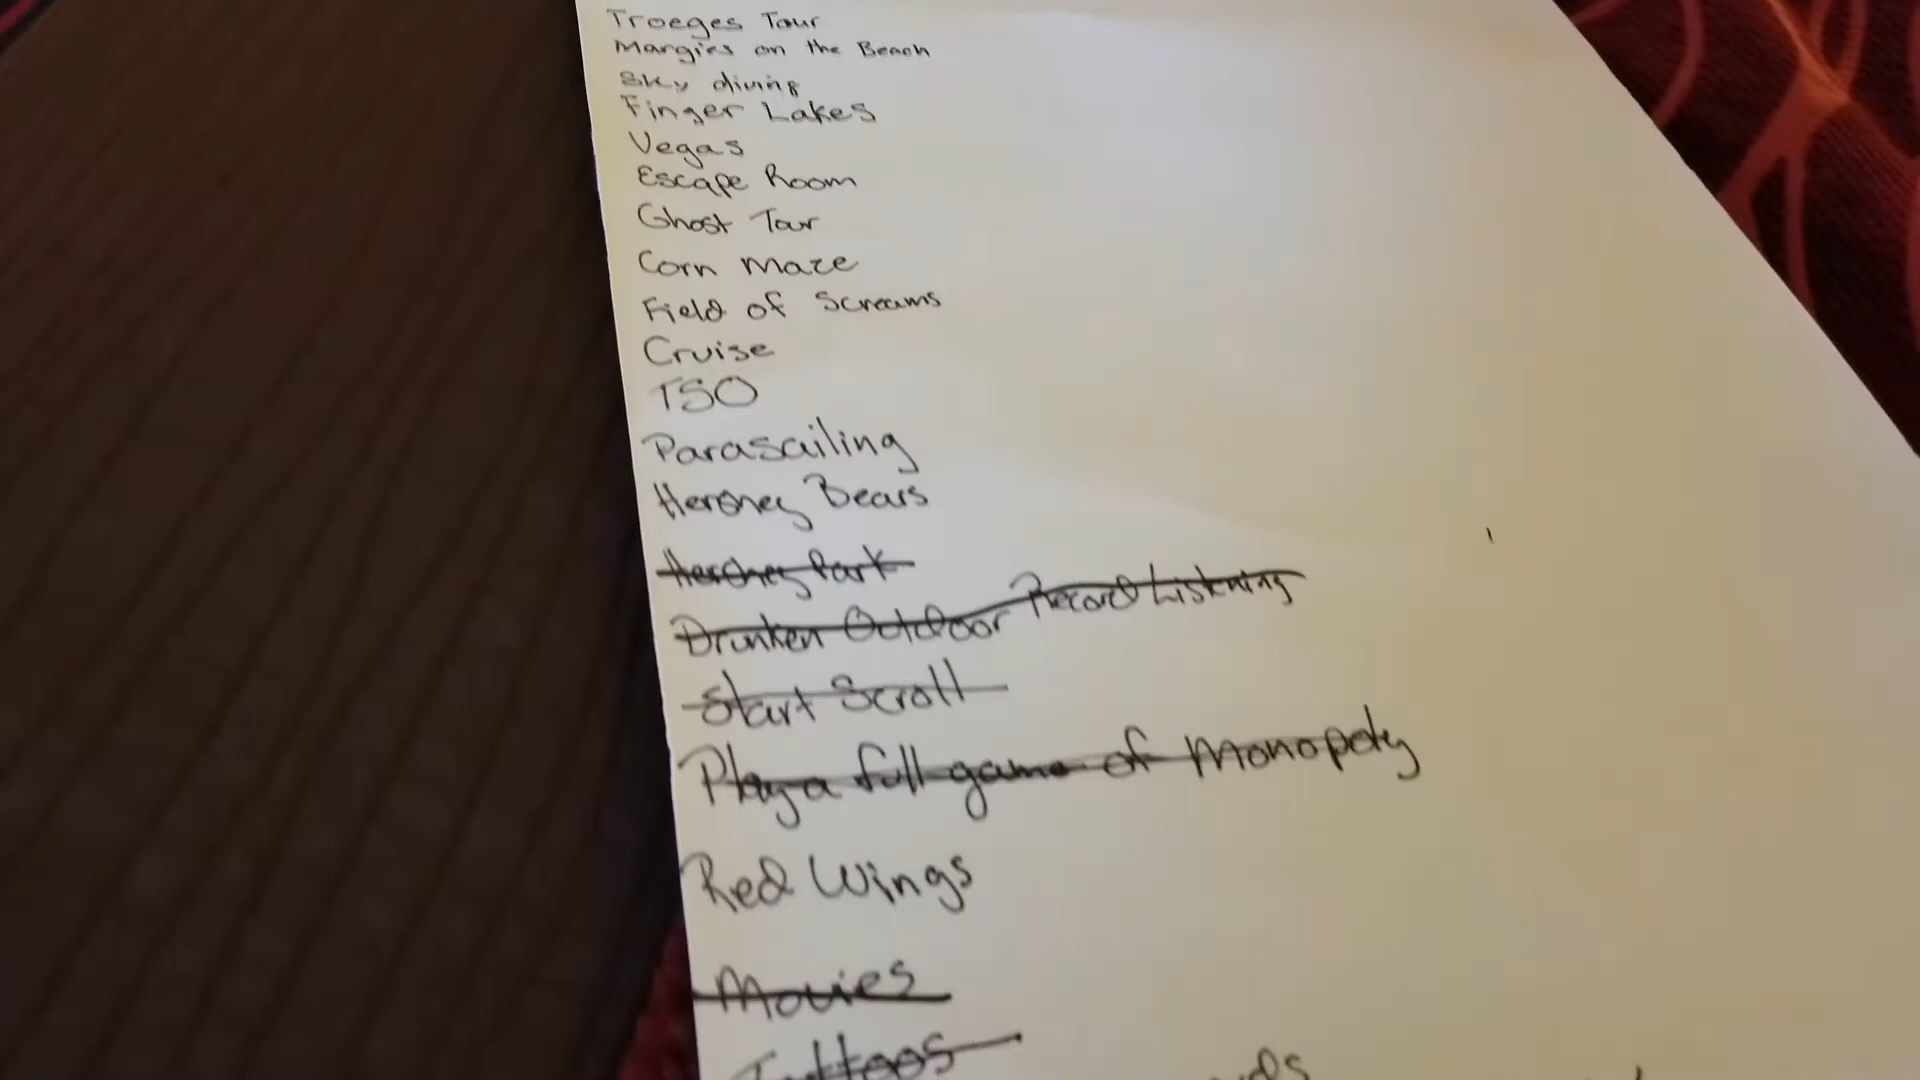 Troeges Tour
Margies on the Beach
Sky diving
Finger Lakes
Vegas
Escape Room
Ghost Tour
Corn Maze
Field of Screams
Cruise
TSO
Parasailing
Hershey Bears
Hershey Park
Drunken Outdoor Record Listning
Start Scroll
Play a full game of Monopoly
Red Wings
Movies
Tattoos